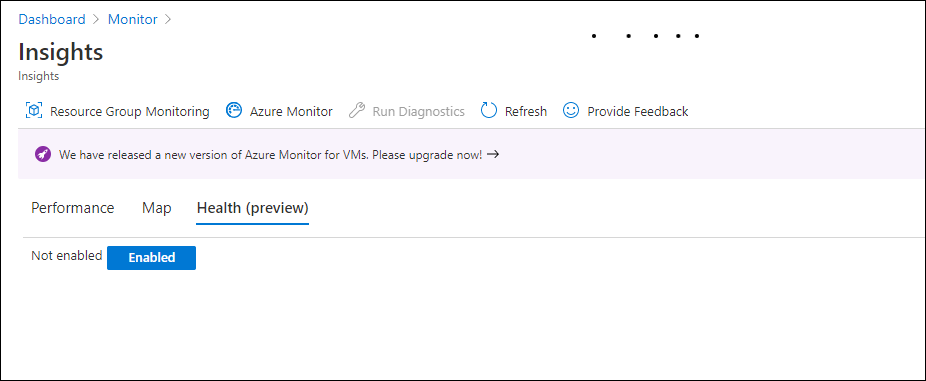 Dashboard > Monitor >
Insights
Insights
Resource Group Monitoring Azure Monitor Run Diagnostics Refresh Provide Feedback
We have released a new version of Azure Monitor for VMs. Please upgrade now! →
Performance Map Health (preview)
Not enabled Enabled